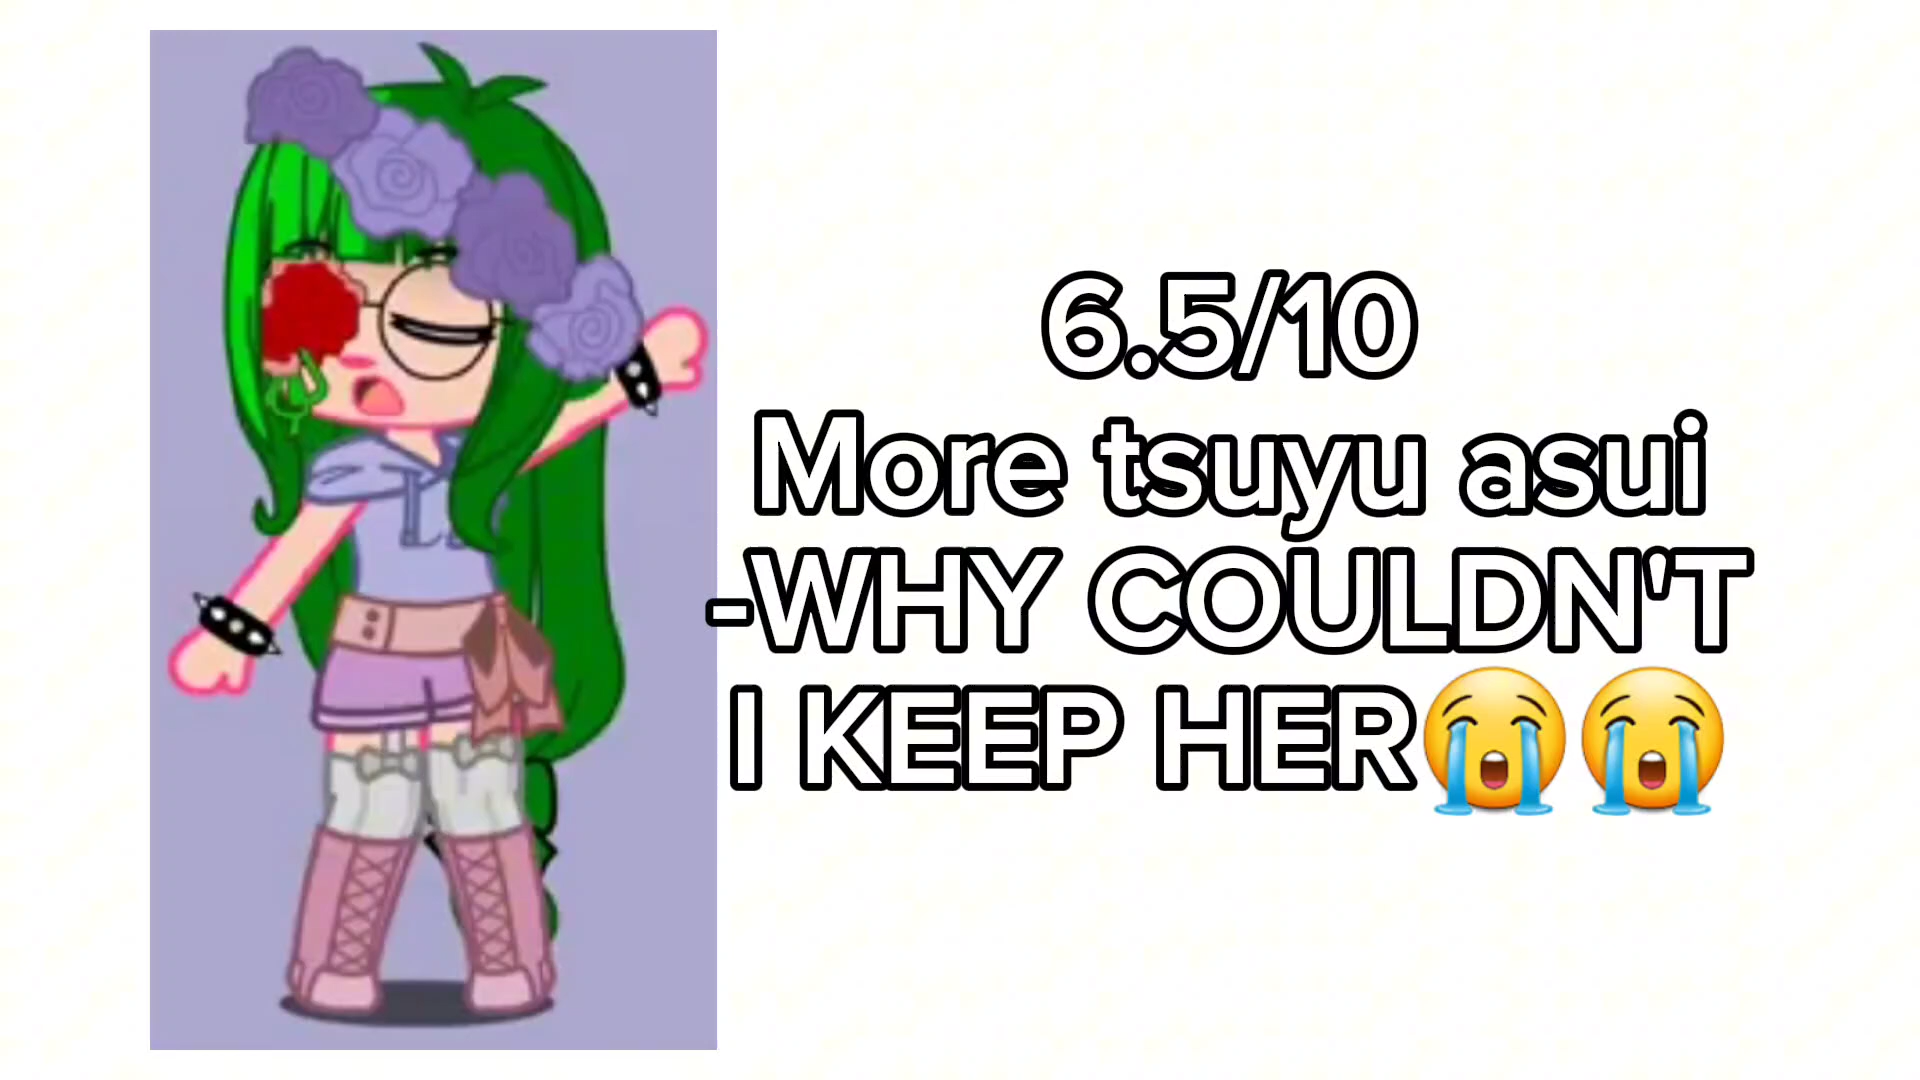 6.5/10
More tsuyu asui
-WHY COULDN'T
I KEEP HER😭😭